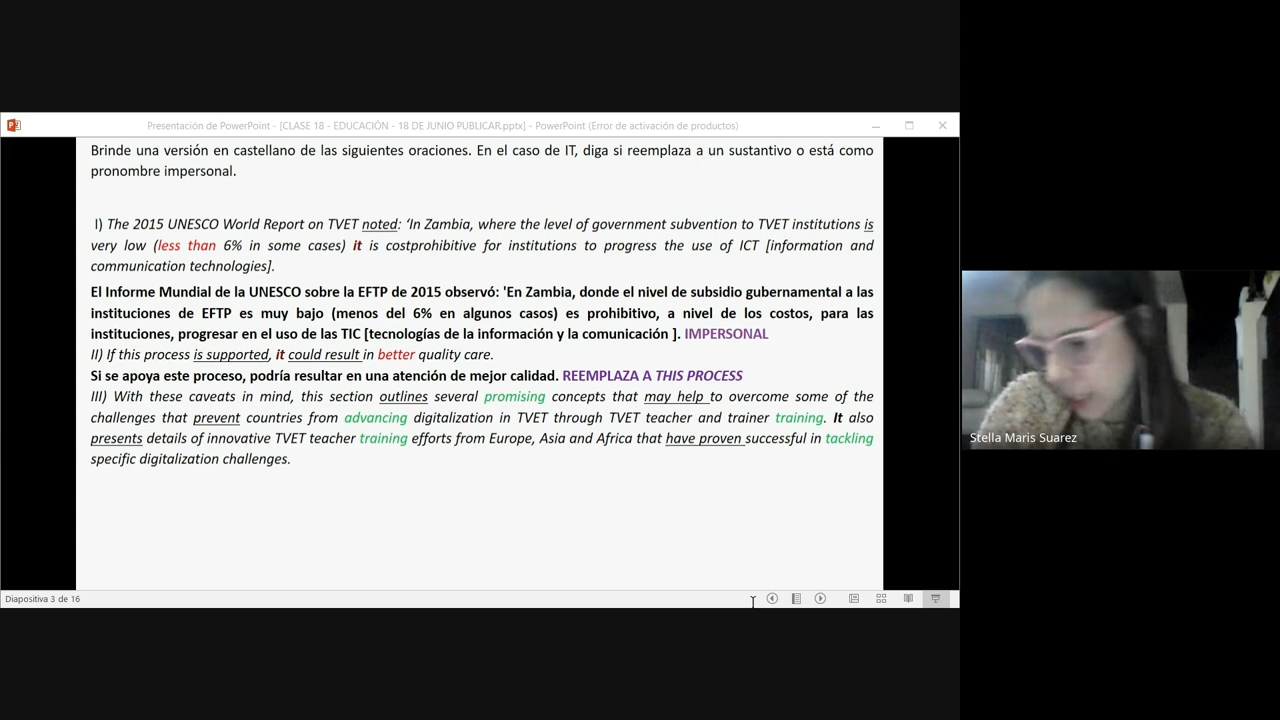 Presentación de PowerPoint - [CLASE 18 - EDUCACIÓN - 18 DE JUNIO PUBLICAR.pptx] - PowerPoint (Error de activación de productos)
Brinde una versión en castellano de las siguientes oraciones. En el caso de IT, diga si reemplaza a un sustantivo o está como
pronombre impersonal.
I) The 2015 UNESCO World Report on TVET noted: ‘In Zambia, where the level of government subvention to TVET institutions is
very low (less than 6% in some cases) it is costprohibitive for institutions to progress the use of ICT [information and
communication technologies].
El Informe Mundial de la UNESCO sobre la EFTP de 2015 observó: 'En Zambia, donde el nivel de subsidio gubernamental a las
instituciones de EFTP es muy bajo (menos del 6% en algunos casos) es prohibitivo, a nivel de los costos, para las
instituciones, progresar en el uso de las TIC [tecnologías de la información y la comunicación ]. IMPERSONAL
II) If this process is supported, it could result in better quality care.
Si se apoya este proceso, podría resultar en una atención de mejor calidad. REEMPLAZA A THIS PROCESS
III) With these caveats in mind, this section outlines several promising concepts that may help to overcome some of the
challenges that prevent countries from advancing digitalization in TVET through TVET teacher and trainer training. It also
presents details of innovative TVET teacher training efforts from Europe, Asia and Africa that have proven successful in tackling
specific digitalization challenges.
Stella Maris Suarez
Diapositiva 3 de 16